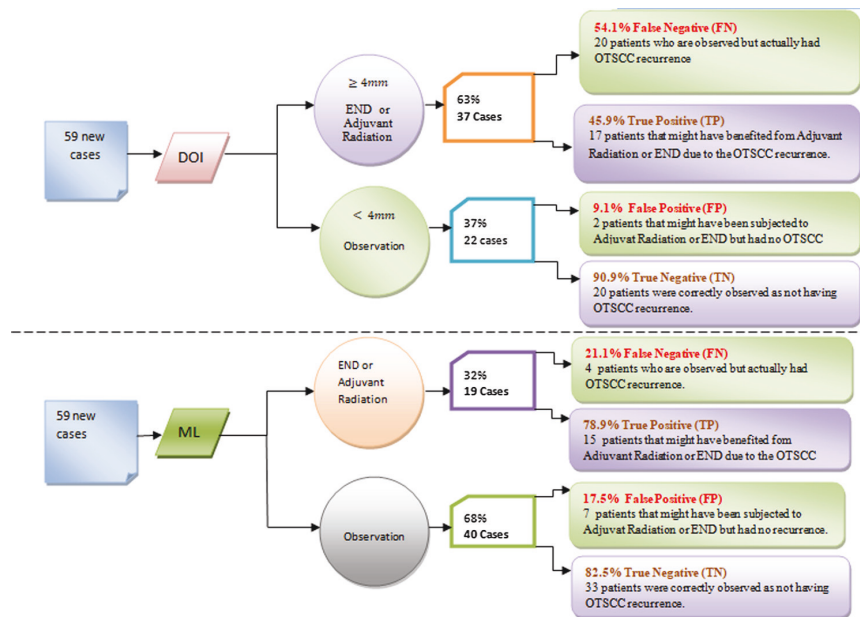 59 new
cases
DOI
≥ 4mm
END or
Adjuvant
Radiation
63%
37 Cases
54.1% False Negative (FN)
20 patients who are observed but actually had
OTSCC recurrence
45.9% True Positive (TP)
17 patients that might have benefited fom Adjuvant
Radiation or END due to the OTSCC recurrence.
< 4mm
Observation
37%
22 cases
9.1% False Positive (FP)
2 patients that might have been subjected to
Adjuvat Radiation or END but had no OTSCC
90.9% True Negative (TN)
20 patients were correctly observed as not having
OTSCC recurrence.
59 new
cases
ML
END or
Adjuvant
Radiation
32%
19 Cases
21.1% False Negative (FN)
4 patients who are observed but actually had
OTSCC recurrence.
78.9% True Positive (TP)
15 patients that might have benefited fom
Adjuvant Radiation or END due to the OTSCC
Observation
68%
40 Cases
17.5% False Positive (FP)
7 patients that might have been subjected to
Adjuvat Radiation or END but had no recurrence.
82.5% True Negative (TN)
33 patients were correctly observed as not having
OTSCC recurrence.